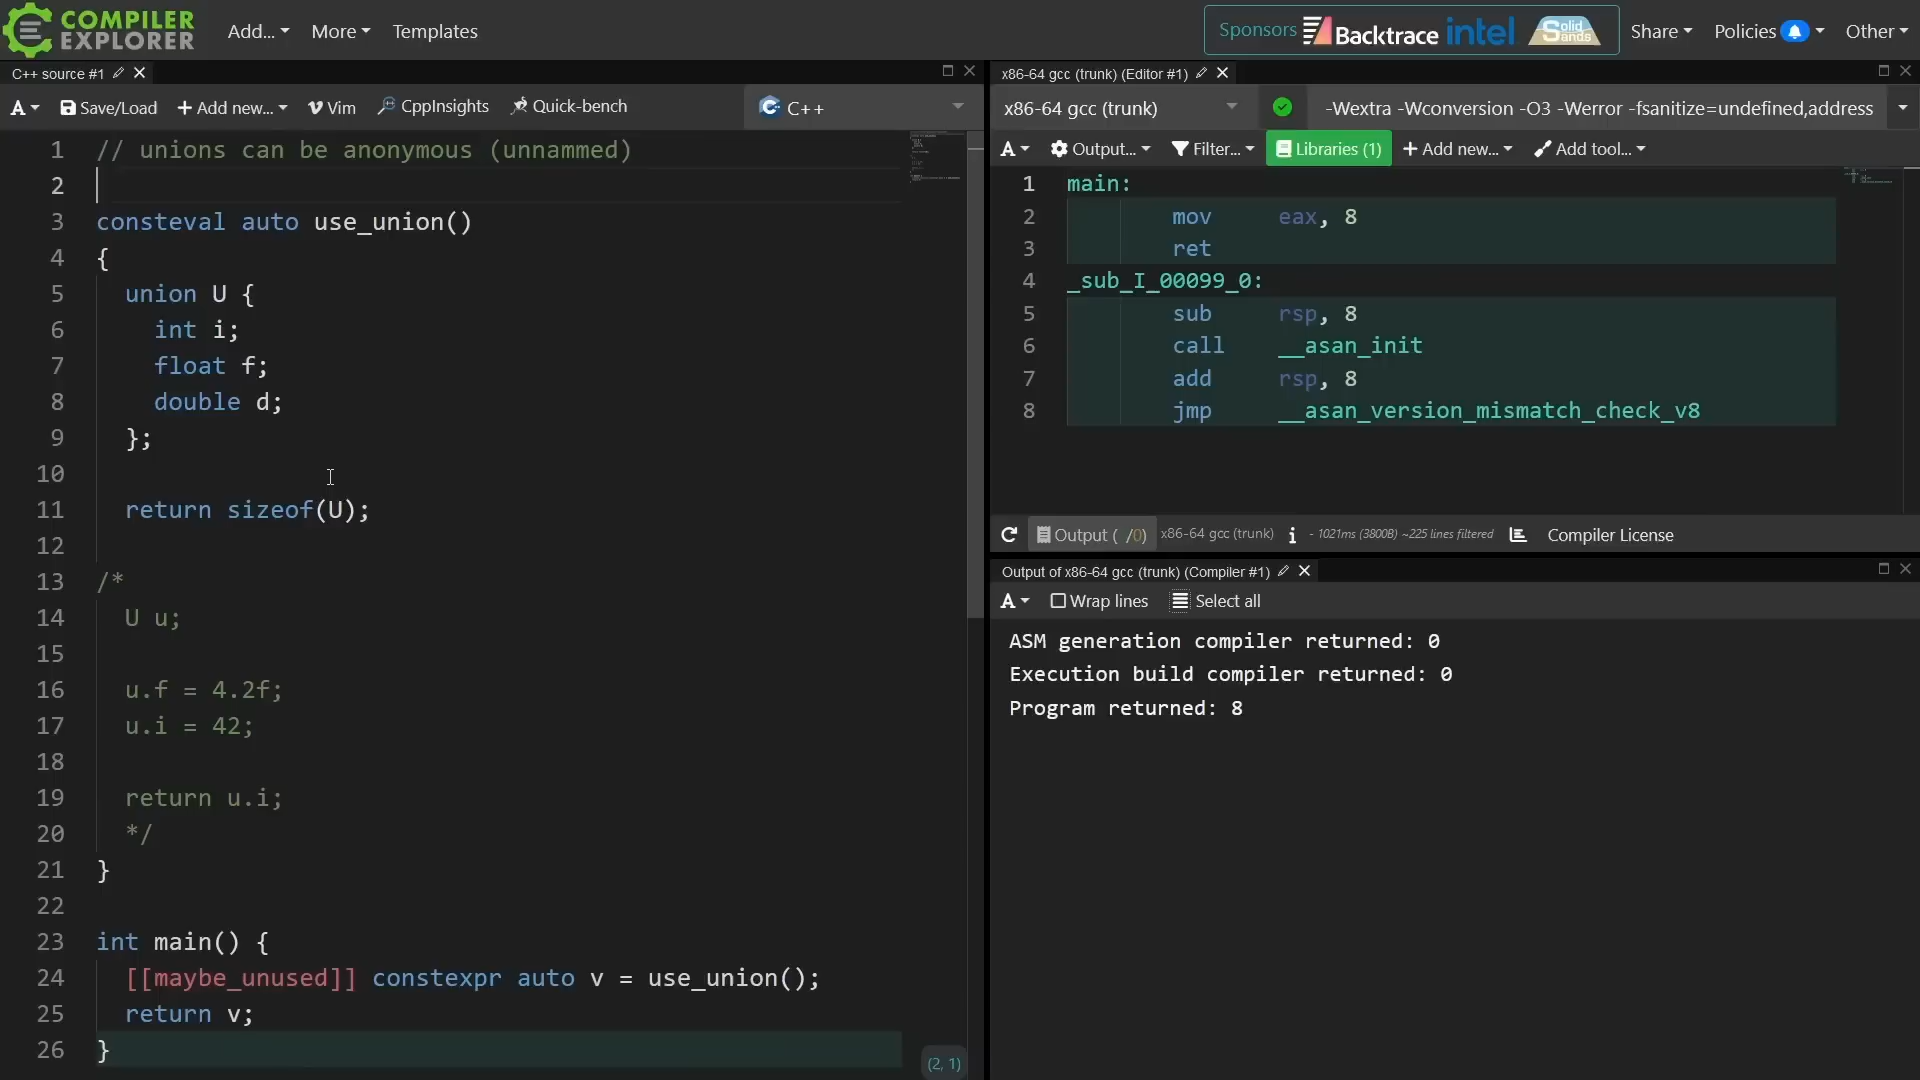 COMPILER EXPLORER
Add...
More
Templates
Sponsors
Backtrace
intel
Solid Sands
Share
Policies
Other
C++ source #1
A
Save/Load
+ Add new...
Vim
CppInsights
Quick-bench
C++
1 // unions can be anonymous (unnammed)
2
3 consteval auto use_union()
4 {
5 union U {
6 int i;
7 float f;
8 double d;
9 };
10
11 return sizeof(U);
12
13 /*
14 U u;
15
16 u.f = 4.2f;
17 u.i = 42;
18
19 return u.i;
20 */
21 }
22
23 int main() {
24 [[maybe_unused]] constexpr auto v = use_union();
25 return v;
26 }
(2, 1)
x86-64 gcc (trunk) (Editor #1)
x86-64 gcc (trunk)
-Wextra -Wconversion -O3 -Werror -fsanitize=undefined,address
A
Output...
Filter...
Libraries (1)
+ Add new...
Add tool...
1 main:
2 mov eax, 8
3 ret
4 _sub_I_00099_0:
5 sub rsp, 8
6 call __asan_init
7 add rsp, 8
8 jmp __asan_version_mismatch_check_v8
Output ( /0)
x86-64 gcc (trunk)
i
- 1021ms (3800B) ~225 lines filtered
Compiler License
Output of x86-64 gcc (trunk) (Compiler #1)
A
Wrap lines
Select all
ASM generation compiler returned: 0
Execution build compiler returned: 0
Program returned: 8